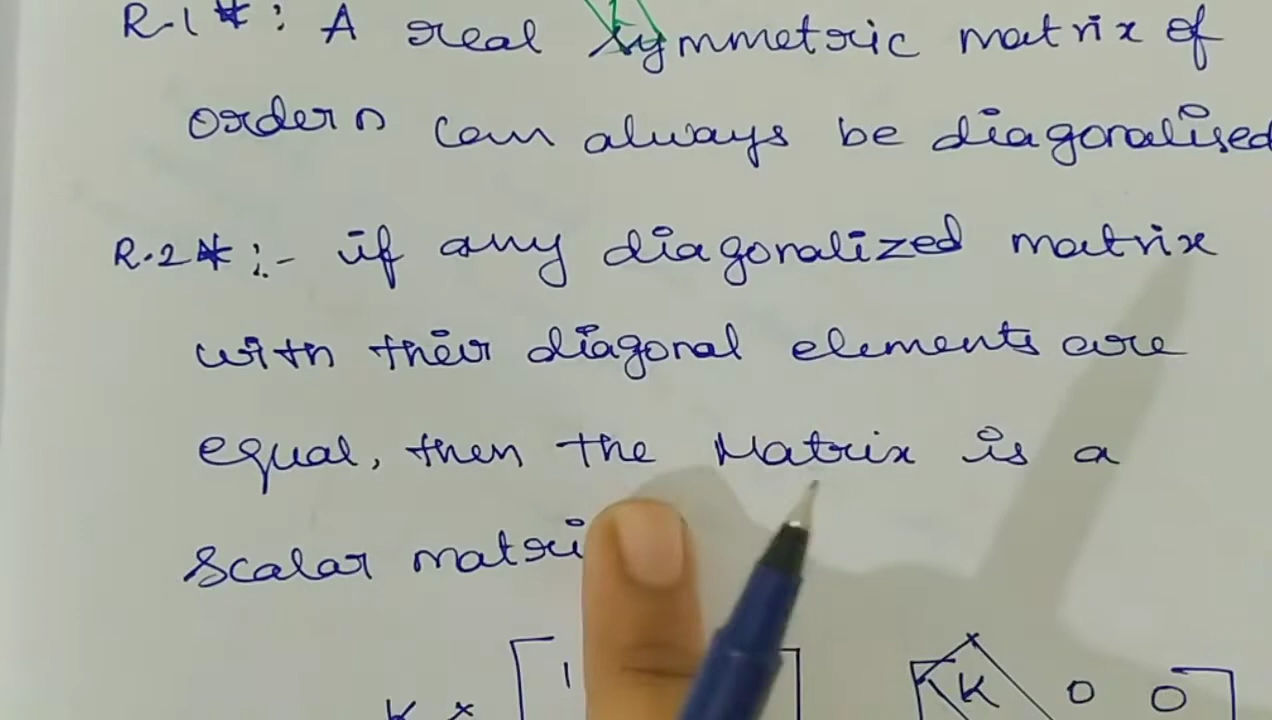 R-1 * : A real symmetric matrix of
order n can always be diagonalised
R.2 * :- if any diagonalized matrix
with their diagonal elements are
equal, then the Matrix is a
scalar matri
K × [ 1 ] [ K 0 0 ]